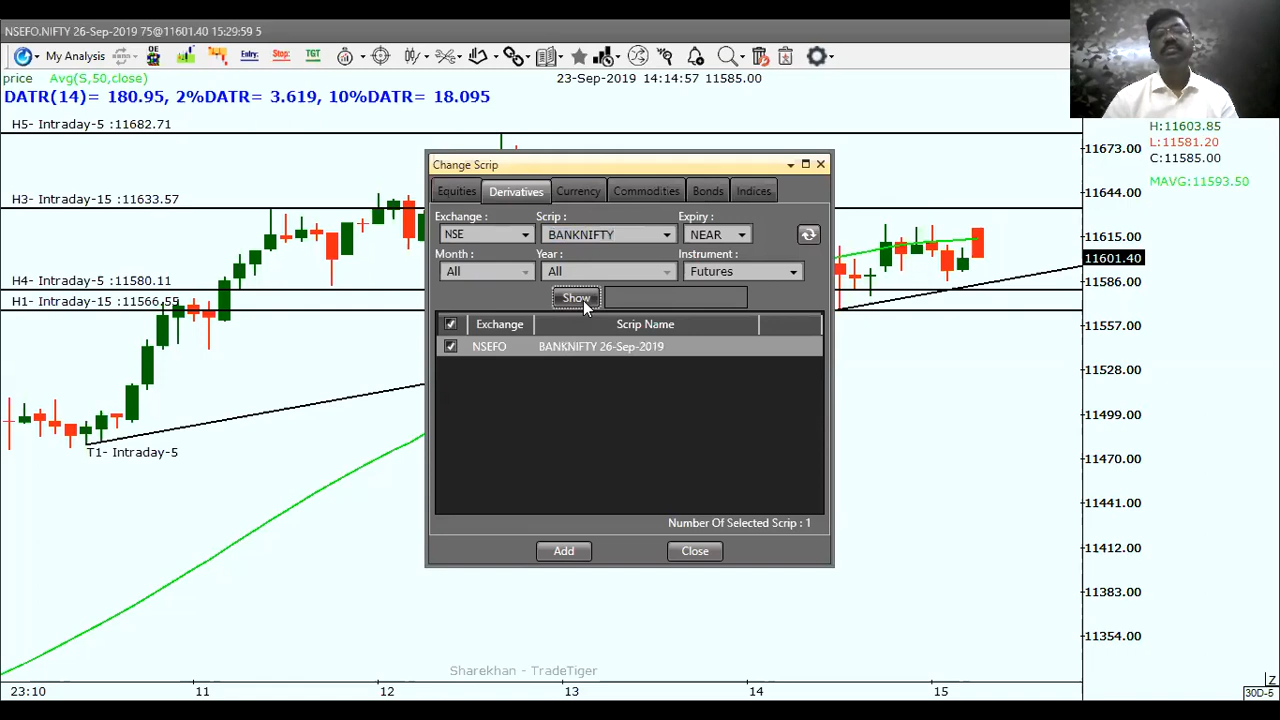 NSEFO.NIFTY 26-Sep-2019 75@11601.40 15:29:59 5
My Analysis
OE
Entry:
Stop:
TGT
price Avg(S,50,close)
23-Sep-2019 14:14:57 11585.00
DATR(14)= 180.95, 2%DATR= 3.619, 10%DATR= 18.095
H5- Intraday-5 :11682.71
H3- Intraday-15 :11633.57
H4- Intraday-5 :11580.11
H1- Intraday-15 :11566.55
T1- Intraday-5
Change Scrip
Equities Derivatives Currency Commodities Bonds Indices
Exchange : Scrip : Expiry :
NSE BANKNIFTY NEAR
Month : Year : Instrument :
All All Futures
Show
Exchange Scrip Name
NSEFO BANKNIFTY 26-Sep-2019
Number Of Selected Scrip : 1
Add Close
H:11603.85
L:11581.20
C:11585.00
MAVG:11593.50
11673.00
11644.00
11615.00
11601.40
11586.00
11557.00
11528.00
11499.00
11470.00
11441.00
11412.00
11383.00
11354.00
Sharekhan - TradeTiger
23:10 11 12 13 14 15
Z
30D-5